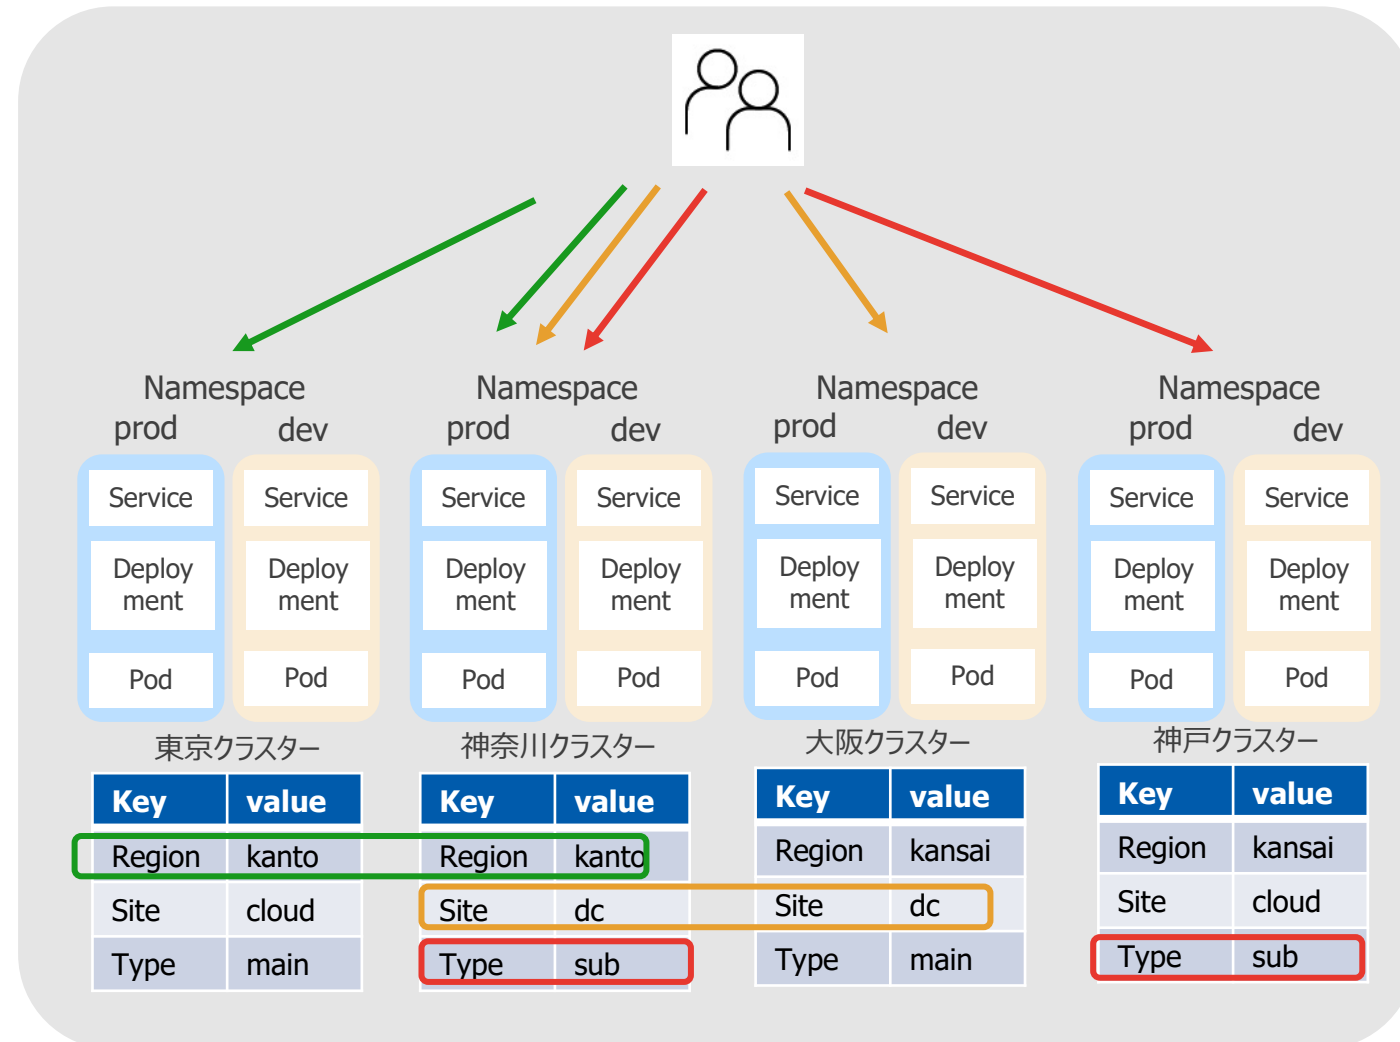 Namespace
prod dev
Service Service
Deploy
ment
Deploy
ment
Pod Pod
東京クラスター
Key value
Region kanto
Site cloud
Type main
Namespace
prod dev
Service Service
Deploy
ment
Deploy
ment
Pod Pod
神奈川クラスター
Key value
Region kanto
Site dc
Type sub
Namespace
prod dev
Service Service
Deploy
ment
Deploy
ment
Pod Pod
大阪クラスター
Key value
Region kansai
Site dc
Type main
Namespace
prod dev
Service Service
Deploy
ment
Deploy
ment
Pod Pod
神戸クラスター
Key value
Region kansai
Site cloud
Type sub